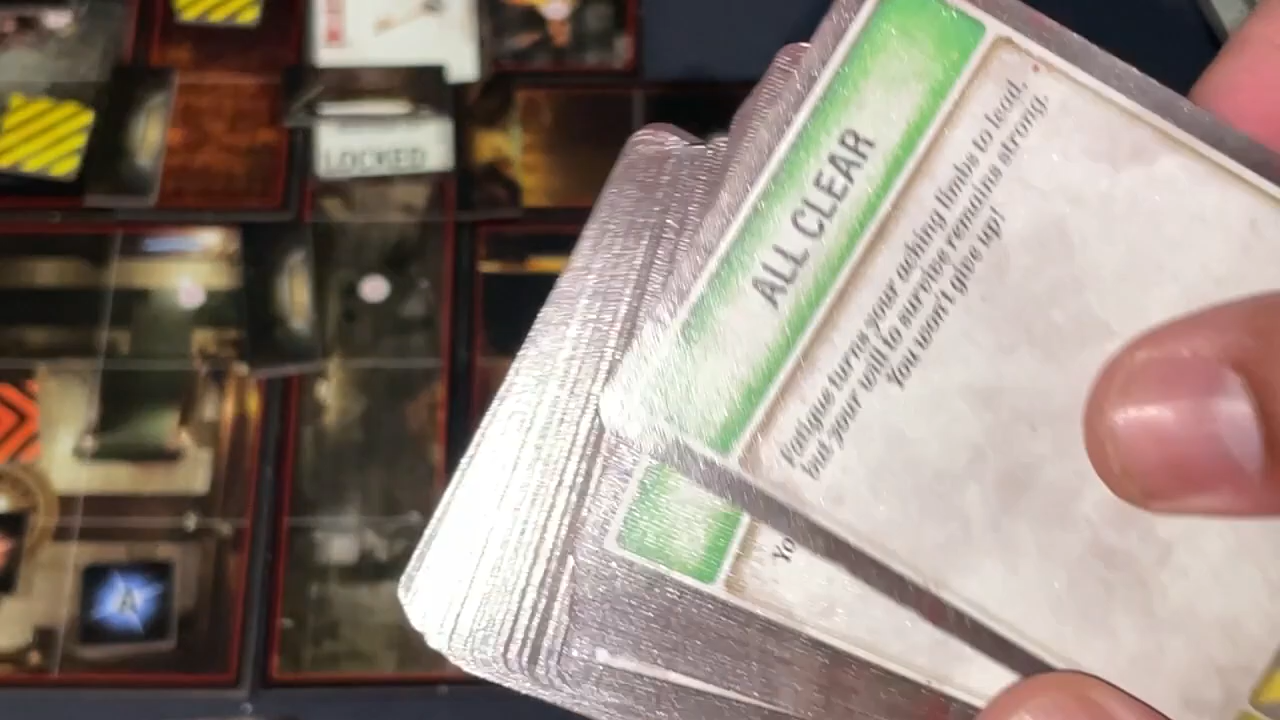 LOCKED
A
ALL CLEAR
Fatigue turns your aching limbs to lead,
but your will to survive remains strong.
You won't give up!
Yo